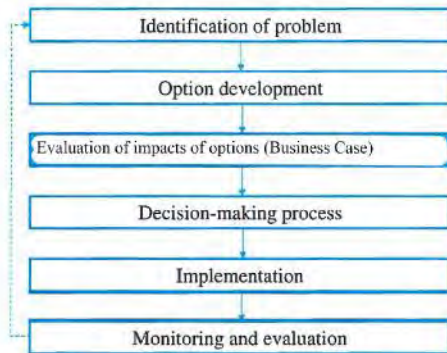 Identification of problem
Option development
Evaluation of impacts of options (Business Case)
Decision-making process
Implementation
Monitoring and evaluation